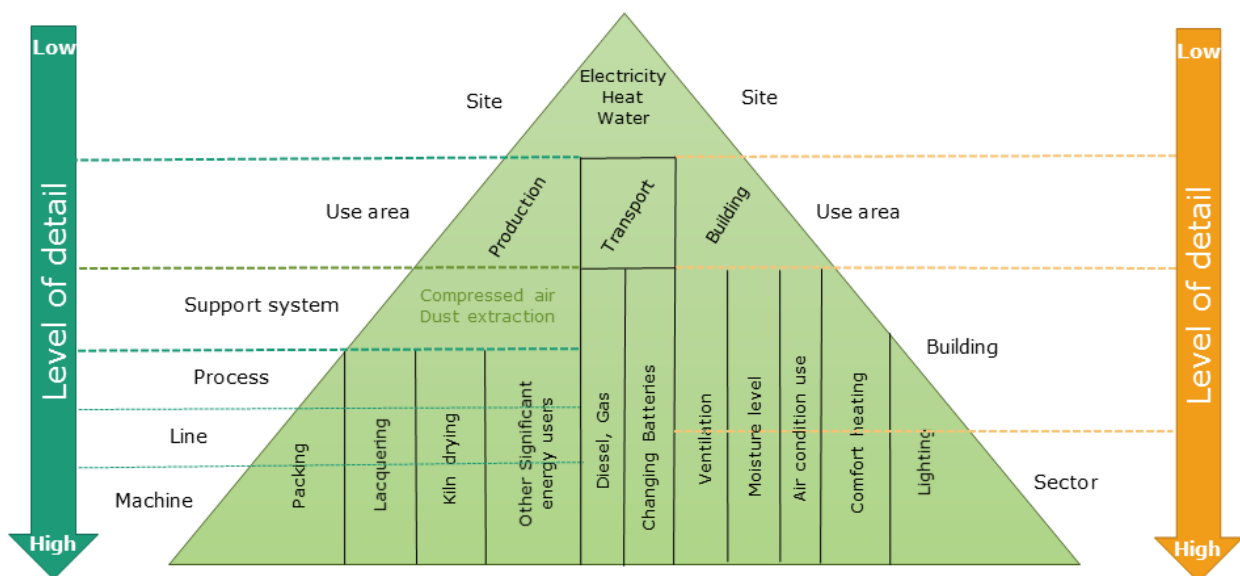 Low
Low
Electricity
Heat
Water
Site
Site
Level of detail
Level of detail
Use area
Production
Transport
Building
Use area
Support system
Compressed air
Dust extraction
Building
Process
Line
Machine
Packing
Lacquering
Kiln drying
Other Significant
energy users
Diesel, Gas
Changing Batteries
Ventilation
Moisture level
Air condition use
Comfort heating
Lighting
Sector
High
High